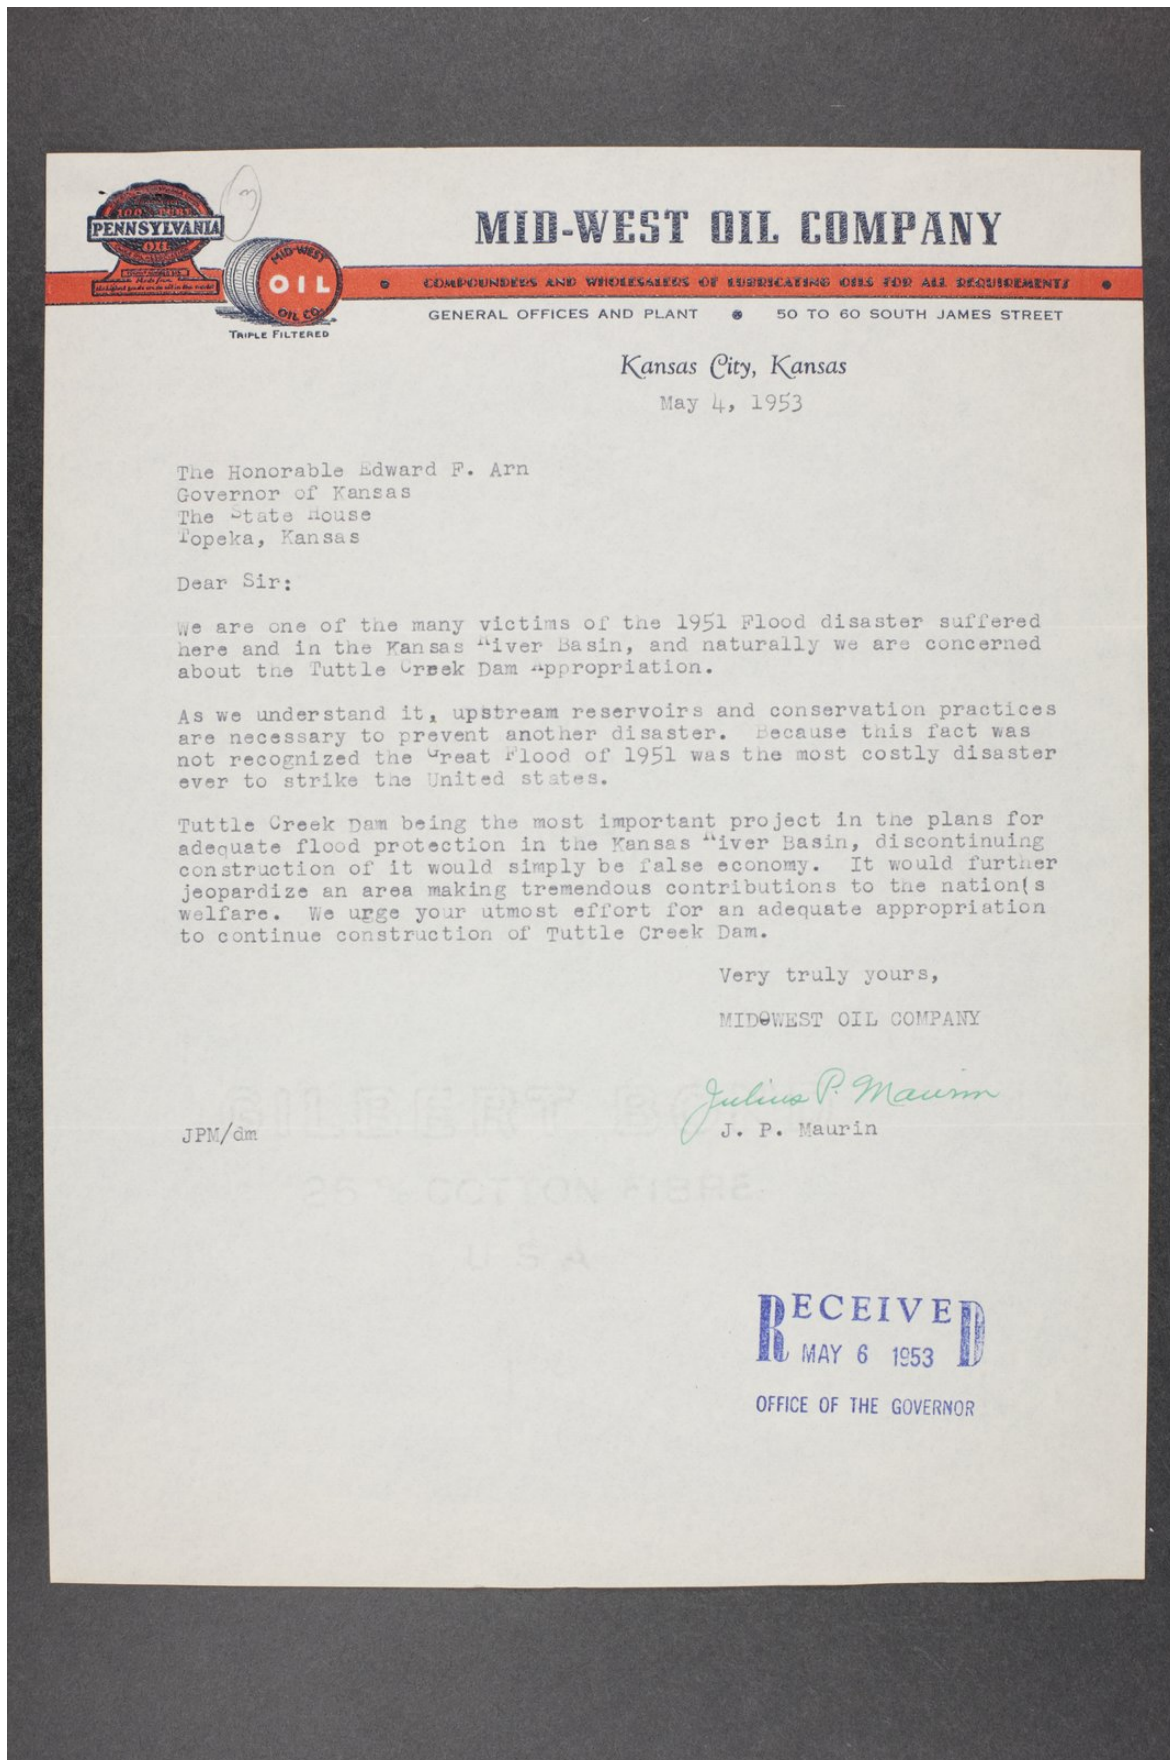 100% PURE
PENNSYLVANIA
OIL
3
MID-WEST
OIL
OIL CO.
TRIPLE FILTERED
MID-WEST OIL COMPANY
COMPOUNDERS AND WHOLESALERS OF LUBRICATING OILS FOR ALL REQUIREMENTS
GENERAL OFFICES AND PLANT • 50 TO 60 SOUTH JAMES STREET
Kansas City, Kansas
May 4, 1953
The Honorable Edward F. Arn
Governor of Kansas
The State House
Topeka, Kansas
Dear Sir:
We are one of the many victims of the 1951 Flood disaster suffered
here and in the Kansas River Basin, and naturally we are concerned
about the Tuttle Creek Dam Appropriation.
As we understand it, upstream reservoirs and conservation practices
are necessary to prevent another disaster. Because this fact was
not recognized the Great Flood of 1951 was the most costly disaster
ever to strike the United states.
Tuttle Creek Dam being the most important project in the plans for
adequate flood protection in the Kansas River Basin, discontinuing
construction of it would simply be false economy. It would further
jeopardize an area making tremendous contributions to the nation(s
welfare. We urge your utmost effort for an adequate appropriation
to continue construction of Tuttle Creek Dam.
Very truly yours,
MID-WEST OIL COMPANY
Julius P. Maurin
JPM/dm
J. P. Maurin
COTTON FIBRE
U S A
RECEIVED
MAY 6 1953
OFFICE OF THE GOVERNOR